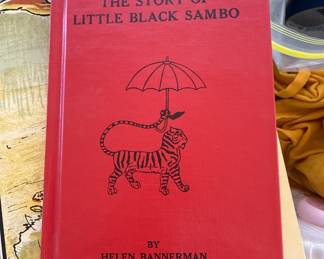 THE STORY OF
LITTLE BLACK SAMBO
BY
HELEN BANNERMAN